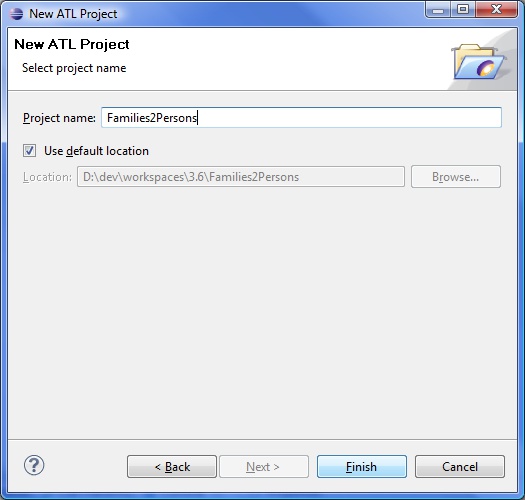 New ATL Project
New ATL Project
Select project name
Project name: Families2Persons
Use default location
Location: D:\dev\workspaces\3.6\Families2Persons Browse...
? < Back Next > Finish Cancel